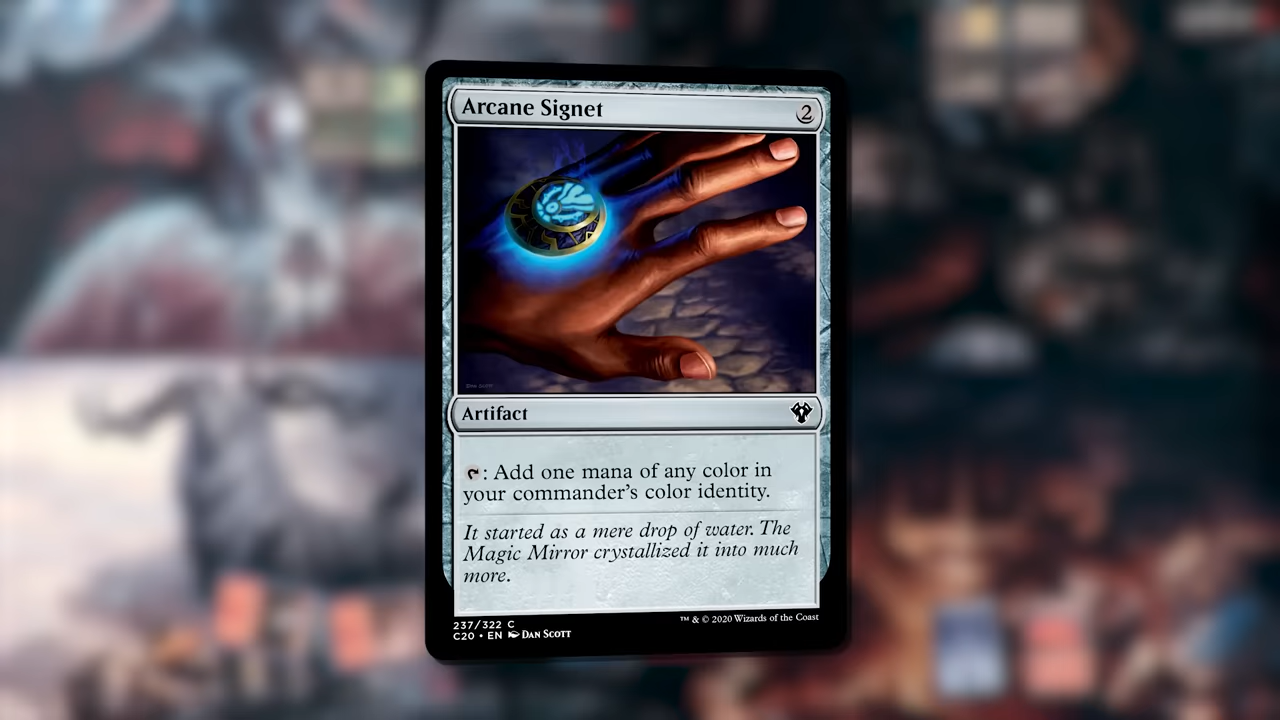 Arcane Signet 2
Artifact
: Add one mana of any color in
your commander's color identity.
It started as a mere drop of water. The
Magic Mirror crystallized it into much
more.
237/322 C
C20 • EN DAN SCOTT
™ & © 2020 Wizards of the Coast